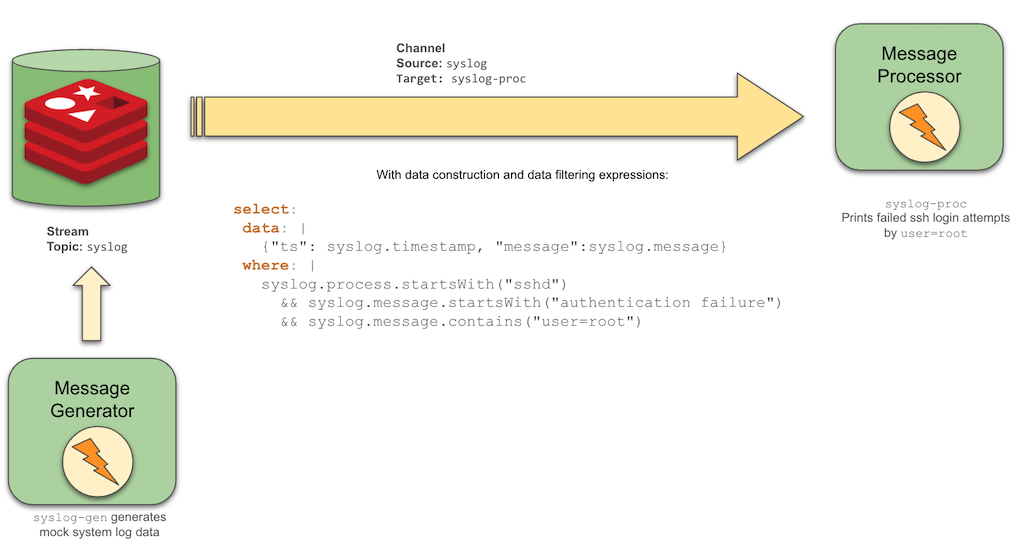 Channel
Source: syslog
Target: syslog-proc
Message
Processor
With data construction and data filtering expressions:
select:
data: |
{"ts": syslog.timestamp, "message":syslog.message}
where: |
syslog.process.startsWith("sshd")
&& syslog.message.startsWith("authentication failure")
&& syslog.message.contains("user=root")
syslog-proc
Prints failed ssh login attempts
by user=root
Stream
Topic: syslog
Message
Generator
syslog-gen generates
mock system log data